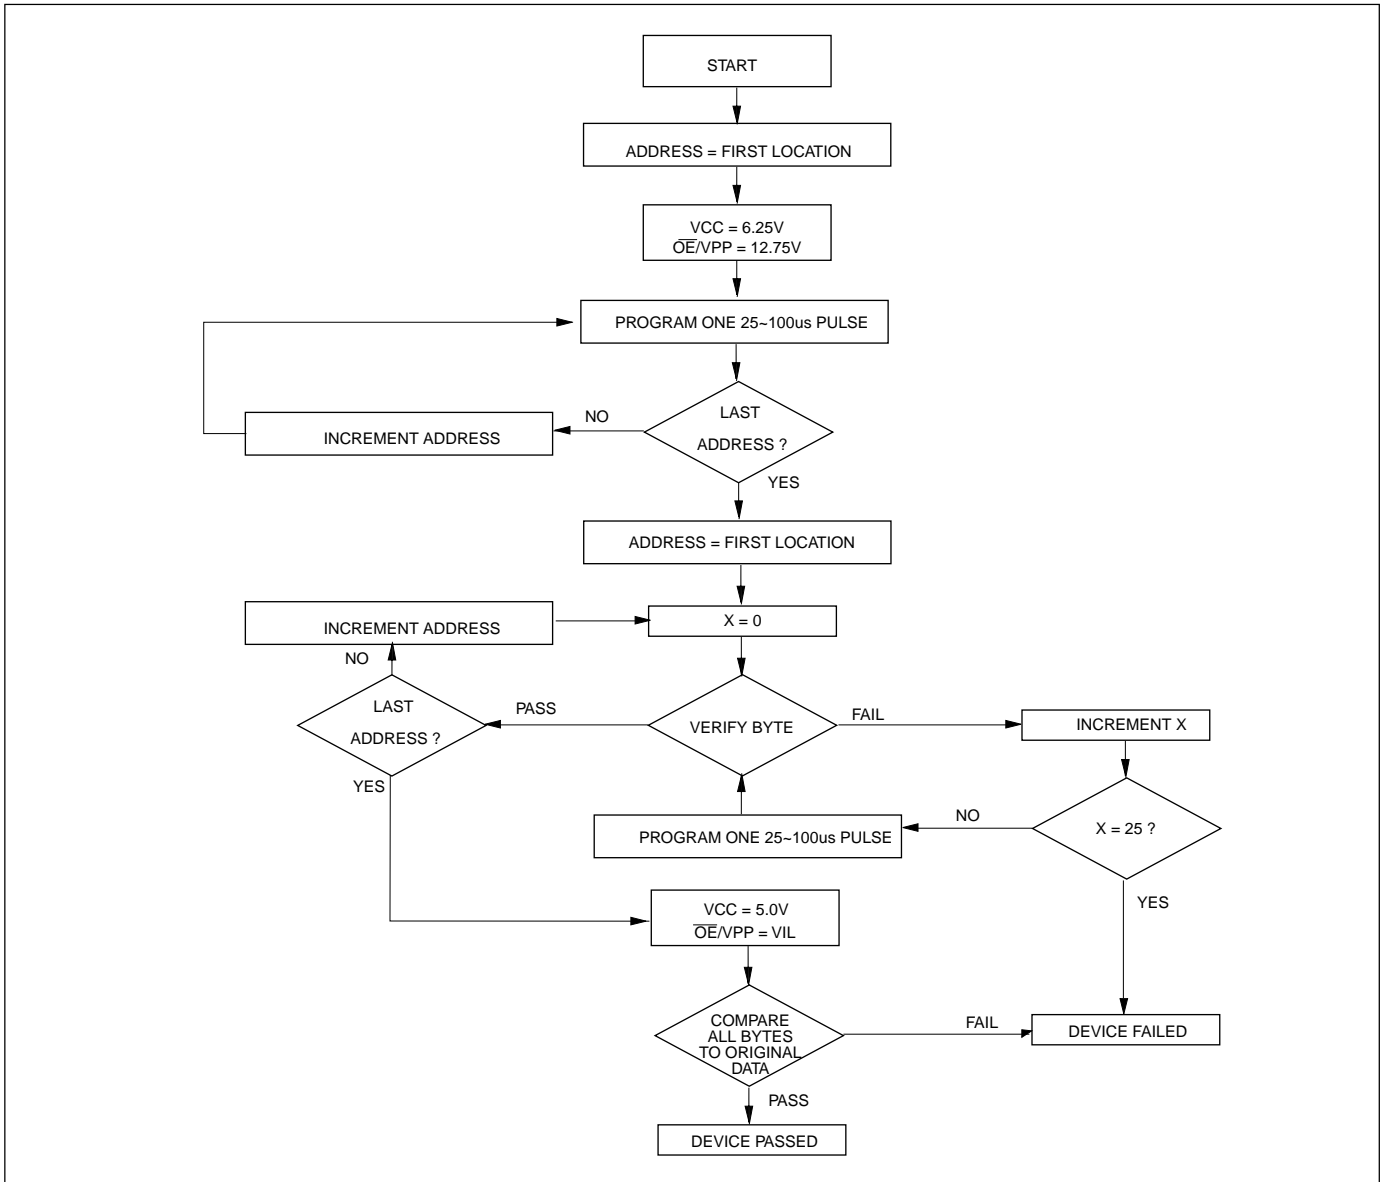 START
ADDRESS = FIRST LOCATION
VCC = 6.25V
O̅E̅/VPP = 12.75V
PROGRAM ONE 25~100us PULSE
LAST
ADDRESS ?
NO
INCREMENT ADDRESS
YES
ADDRESS = FIRST LOCATION
INCREMENT ADDRESS
X = 0
NO
LAST
ADDRESS ?
PASS
VERIFY BYTE
FAIL
INCREMENT X
YES
PROGRAM ONE 25~100us PULSE
NO
X = 25 ?
YES
VCC = 5.0V
O̅E̅/VPP = VIL
COMPARE
ALL BYTES
TO ORIGINAL
DATA
FAIL
DEVICE FAILED
PASS
DEVICE PASSED